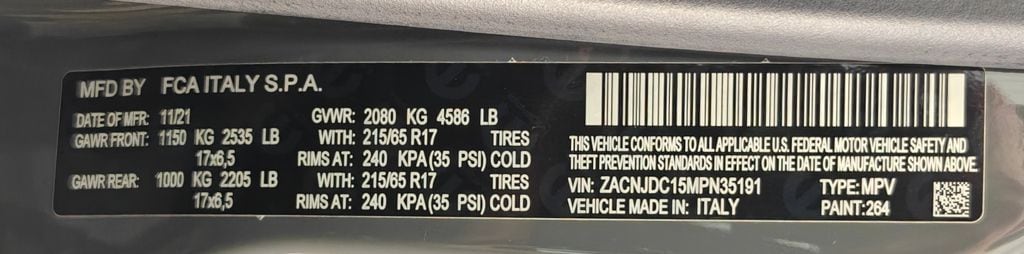 MFD BY FCA ITALY S.P.A.
DATE OF MFR: 11/21 GVWR: 2080 KG 4586 LB
GAWR FRONT: 1150 KG 2535 LB WITH: 215/65 R17 TIRES
17x6,5 RIMS AT: 240 KPA (35 PSI) COLD
GAWR REAR: 1000 KG 2205 LB WITH: 215/65 R17 TIRES
17x6,5 RIMS AT: 240 KPA (35 PSI) COLD
THIS VEHICLE CONFORMS TO ALL APPLICABLE U.S. FEDERAL MOTOR VEHICLE SAFETY AND
THEFT PREVENTION STANDARDS IN EFFECT ON THE DATE OF MANUFACTURE SHOWN ABOVE.
VIN: ZACNJDC15MPN35191 TYPE: MPV
VEHICLE MADE IN: ITALY PAINT: 264